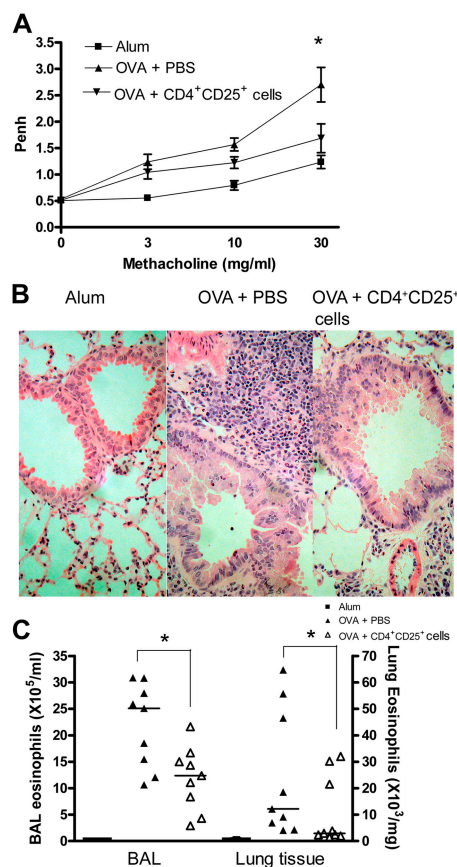 A
Alum
OVA + PBS
OVA + CD4⁺CD25⁺ cells
*
3.5
3.0
2.5
2.0
1.5
1.0
0.5
0.0
Penh
0 3 10 30
Methacholine (mg/ml)
B
Alum
OVA + PBS
OVA + CD4⁺CD25⁺
cells
C
Alum
OVA + PBS
OVA + CD4⁺CD25⁺ cells
* *
35
30
25
20
15
10
5
0
BAL eosinophils (X10⁵/ml)
70
60
50
40
30
20
10
0
Lung Eosinophils (X10³/mg)
BAL Lung tissue